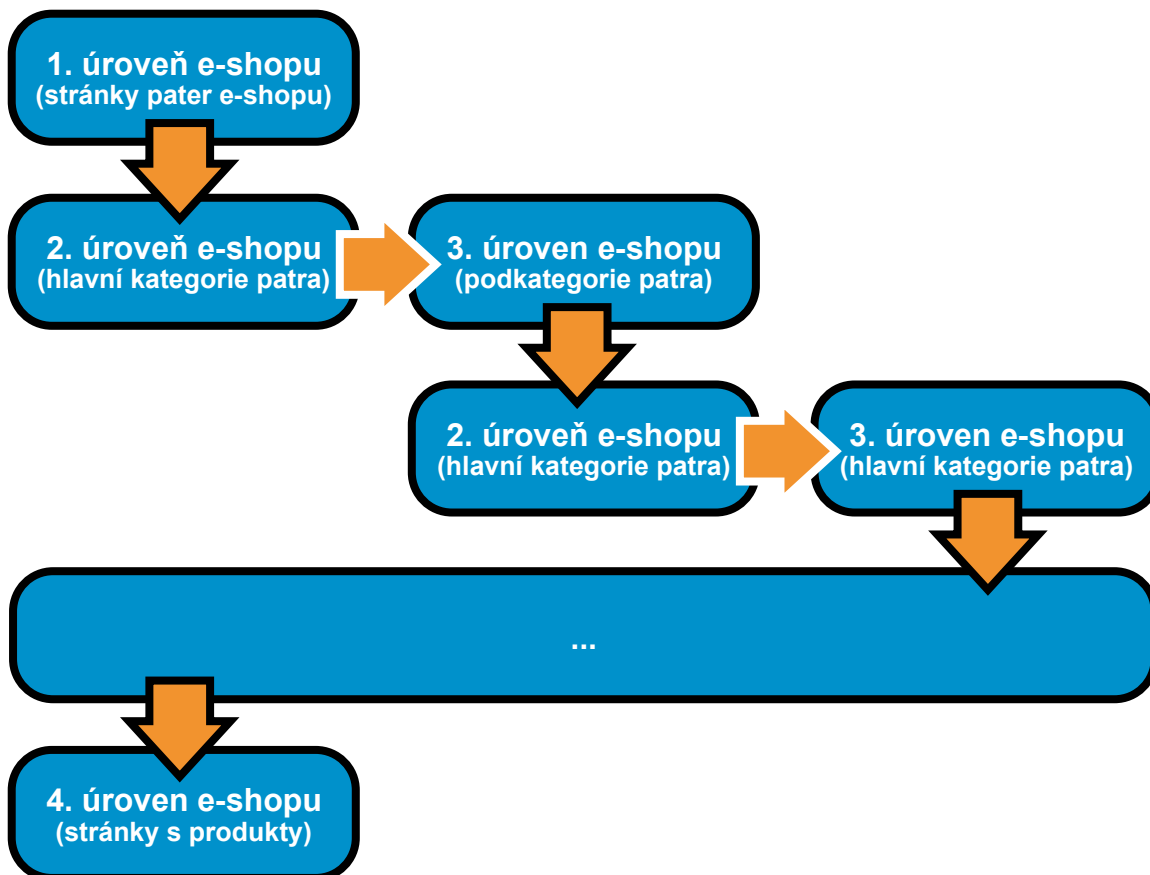 1. úroveň e-shopu
(stránky pater e-shopu)
2. úroveň e-shopu
(hlavní kategorie patra)
3. úroven e-shopu
(podkategorie patra)
2. úroveň e-shopu
(hlavní kategorie patra)
3. úroven e-shopu
(hlavní kategorie patra)
...
4. úroven e-shopu
(stránky s produkty)